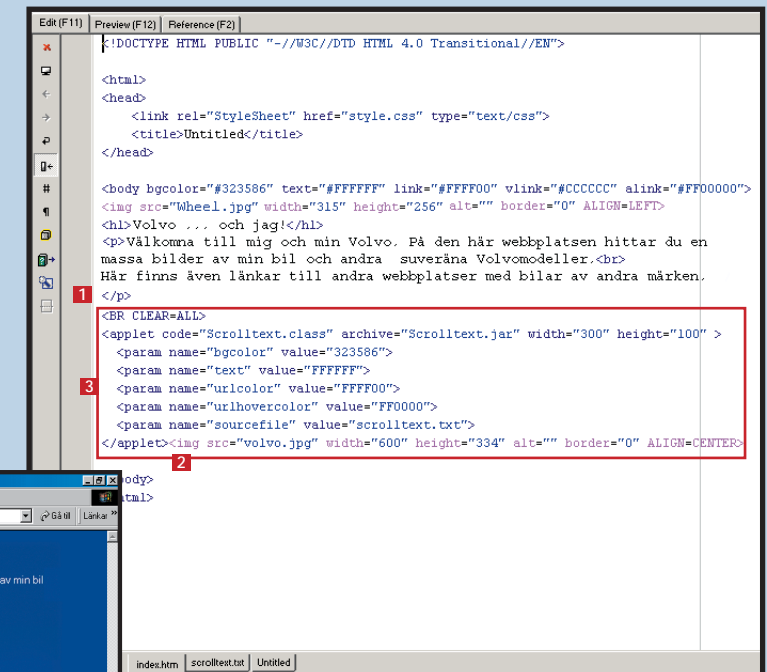 Edit (F11) Preview (F12) Reference (F2)
<!DOCTYPE HTML PUBLIC "-//W3C//DTD HTML 4.0 Transitional//EN">
<html>
<head>
<link rel="StyleSheet" href="style.css" type="text/css">
<title>Untitled</title>
</head>
<body bgcolor="#323586" text="#FFFFFF" link="#FFFF00" vlink="#CCCCCC" alink="#FF00000">
<img src="Wheel.jpg" width="315" height="256" alt="" border="0" ALIGN=LEFT>
<h1>Volvo ... och jag!</h1>
<p>Välkomna till mig och min Volvo. På den här webbplatsen hittar du en
massa bilder av min bil och andra suveräna Volvomodeller.<br>
Här finns även länkar till andra webbplatser med bilar av andra märken.
1 </p>
<BR CLEAR=ALL>
<applet code="Scrolltext.class" archive="Scrolltext.jar" width="300" height="100" >
<param name="bgcolor" value="323586">
<param name="text" value="FFFFFF">
3 <param name="urlcolor" value="FFFF00">
<param name="urlhovercolor" value="FF0000">
<param name="sourcefile" value="scrolltext.txt">
</applet><img src="volvo.jpg" width="600" height="334" alt="" border="0" ALIGN=CENTER>
2
body>
html>
Gå till Länkar »
av min bil
index.htm scrolltext.txt Untitled